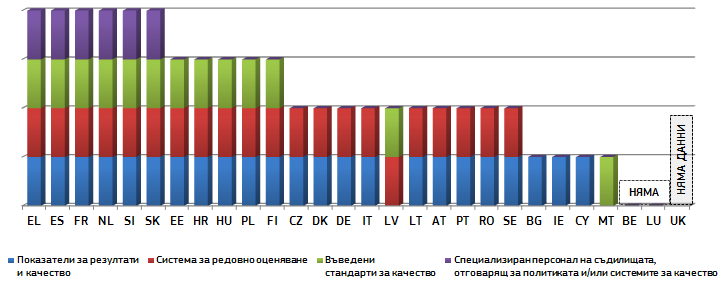 НЯМА
НЯМА ДАННИ
EL ES FR NL SI SK EE HR HU PL FI CZ DK DE IT LV LT AT PT RO SE BG IE CY MT BE LU UK
Показатели за резултати
и качество
Система за редовно оценяване
Въведени
стандарти за качество
Специализиран персонал на съдилищата,
отговарящ за политиката и/или системите за качество